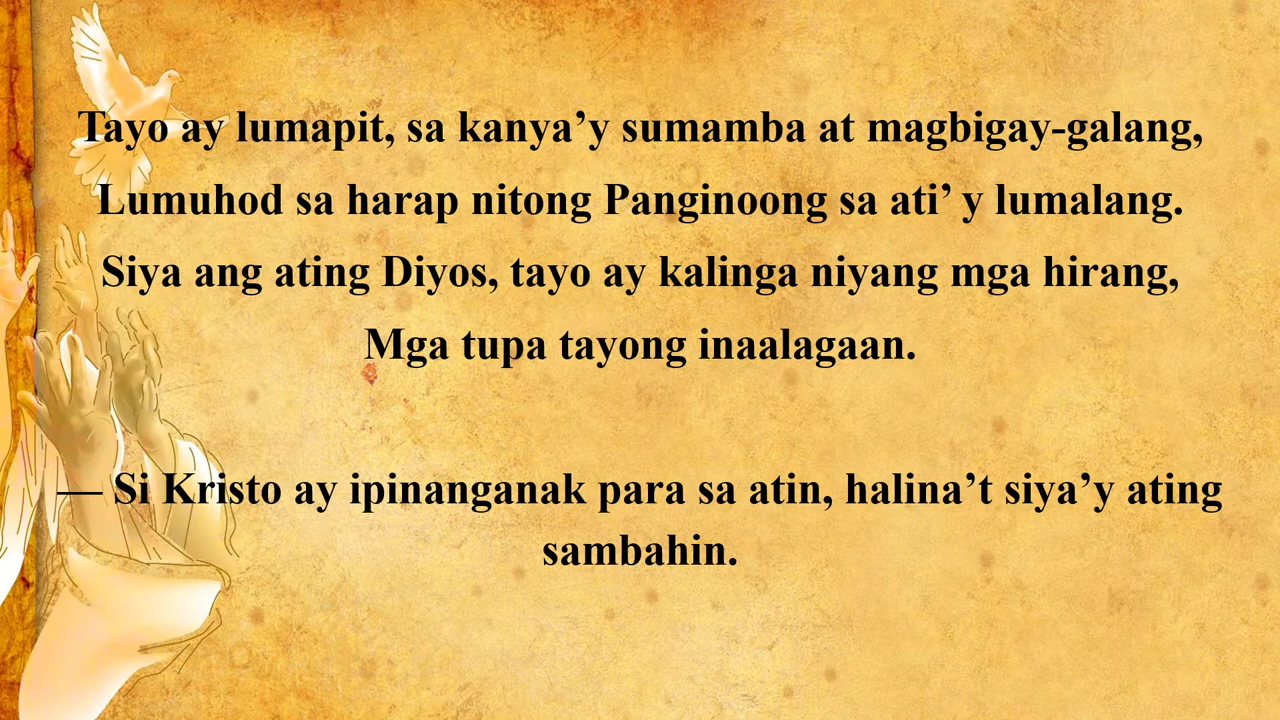 Tayo ay lumapit, sa kanya’y sumamba at magbigay-galang,
Lumuhod sa harap nitong Panginoong sa ati’ y lumalang.
Siya ang ating Diyos, tayo ay kalinga niyang mga hirang,
Mga tupa tayong inaalagaan.
— Si Kristo ay ipinanganak para sa atin, halina’t siya’y ating
sambahin.